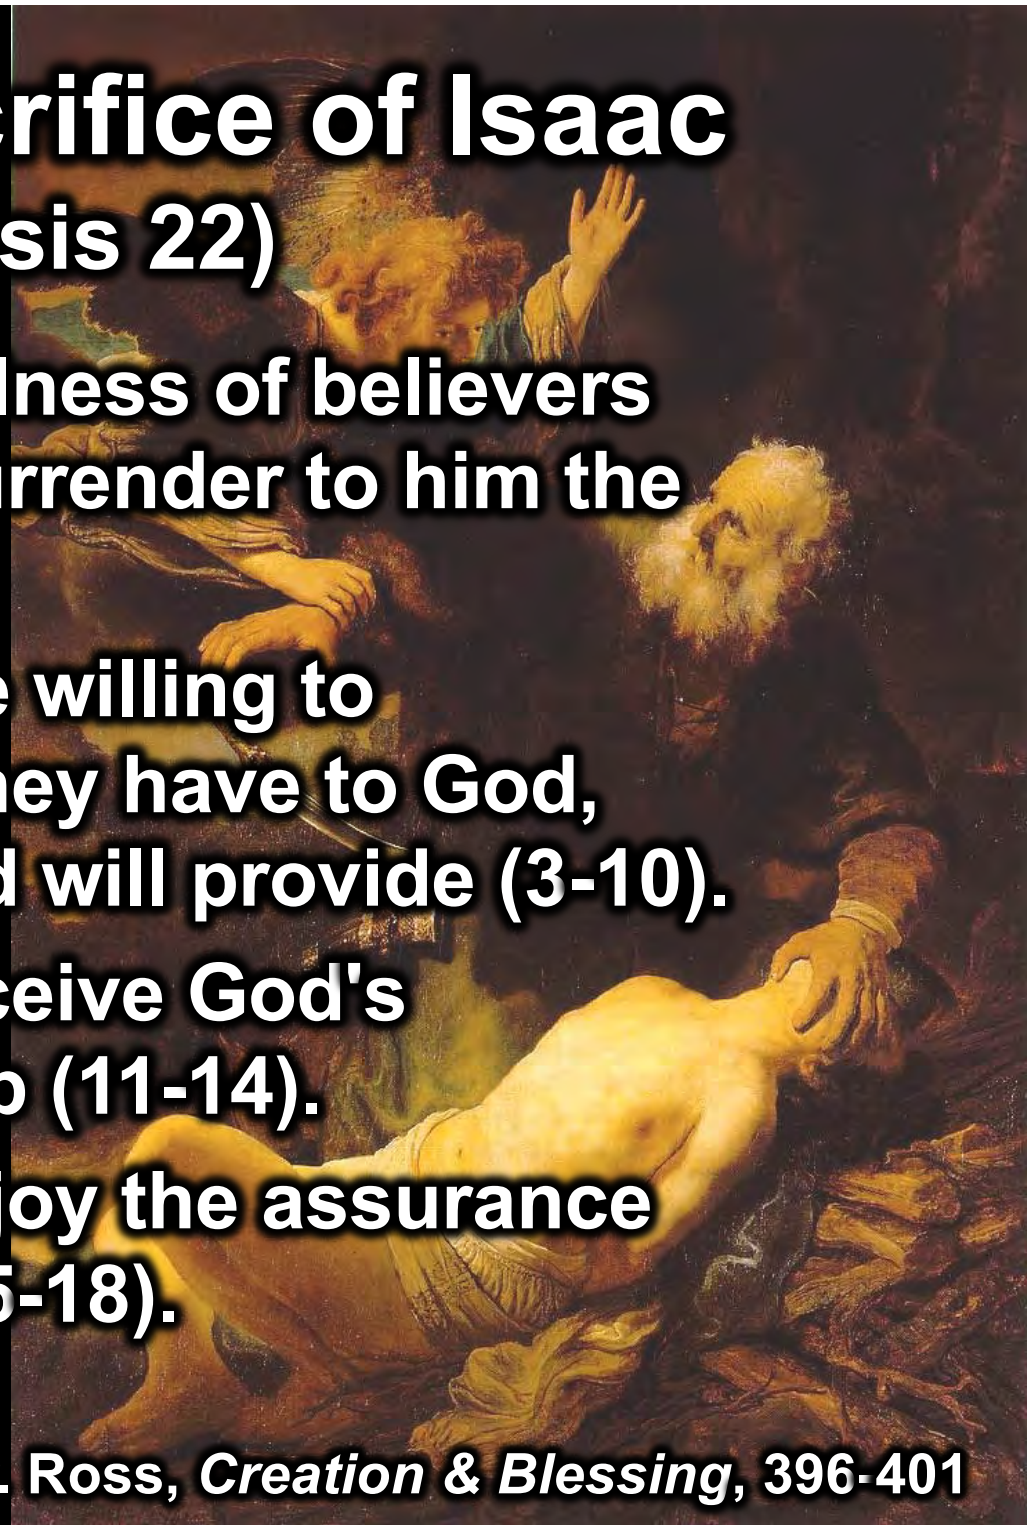 crifice of Isaac
sis 22)
lness of believers
urrender to him the
e willing to
hey have to God,
d will provide (3-10).
ceive God's
p (11-14).
joy the assurance
5-18).
. Ross, Creation & Blessing, 396-401